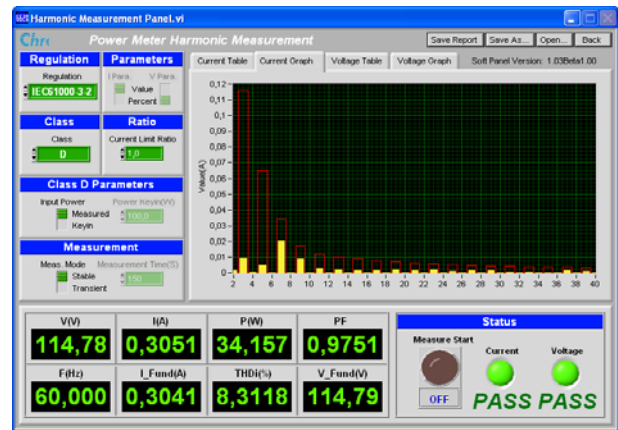 Harmonic Measurement Panel.vi
Chr Power Meter Harmonic Measurement
Save Report Save As... Open... Back
Regulation Parameters
Current Table Current Graph Voltage Table Voltage Graph Soft Panel Version: 1.03Beta1.00
Regulation I Para. V Para.
IEC61000 3-2 Value
Percent
Class Ratio
Class Current Limit Ratio
D 1,0
Class D Parameters
Input Power Power Keyin(W)
Measured 100,0
Keyin
Measurement
Meas. Mode Measurement Time(S)
Stable 150
Transient
Value(A)
0,12
0,11
0,1
0,09
0,08
0,07
0,06
0,05
0,04
0,03
0,02
0,01
0
2 4 6 8 10 12 14 16 18 20 22 24 26 28 30 32 34 36 38 40
V(V) I(A) P(W) PF
114,78 0,3051 34,157 0,9751
F(Hz) I_Fund(A) THDi(%) V_Fund(V)
60,000 0,3041 8,3118 114,79
Status
Measure Start Current Voltage
OFF PASS PASS